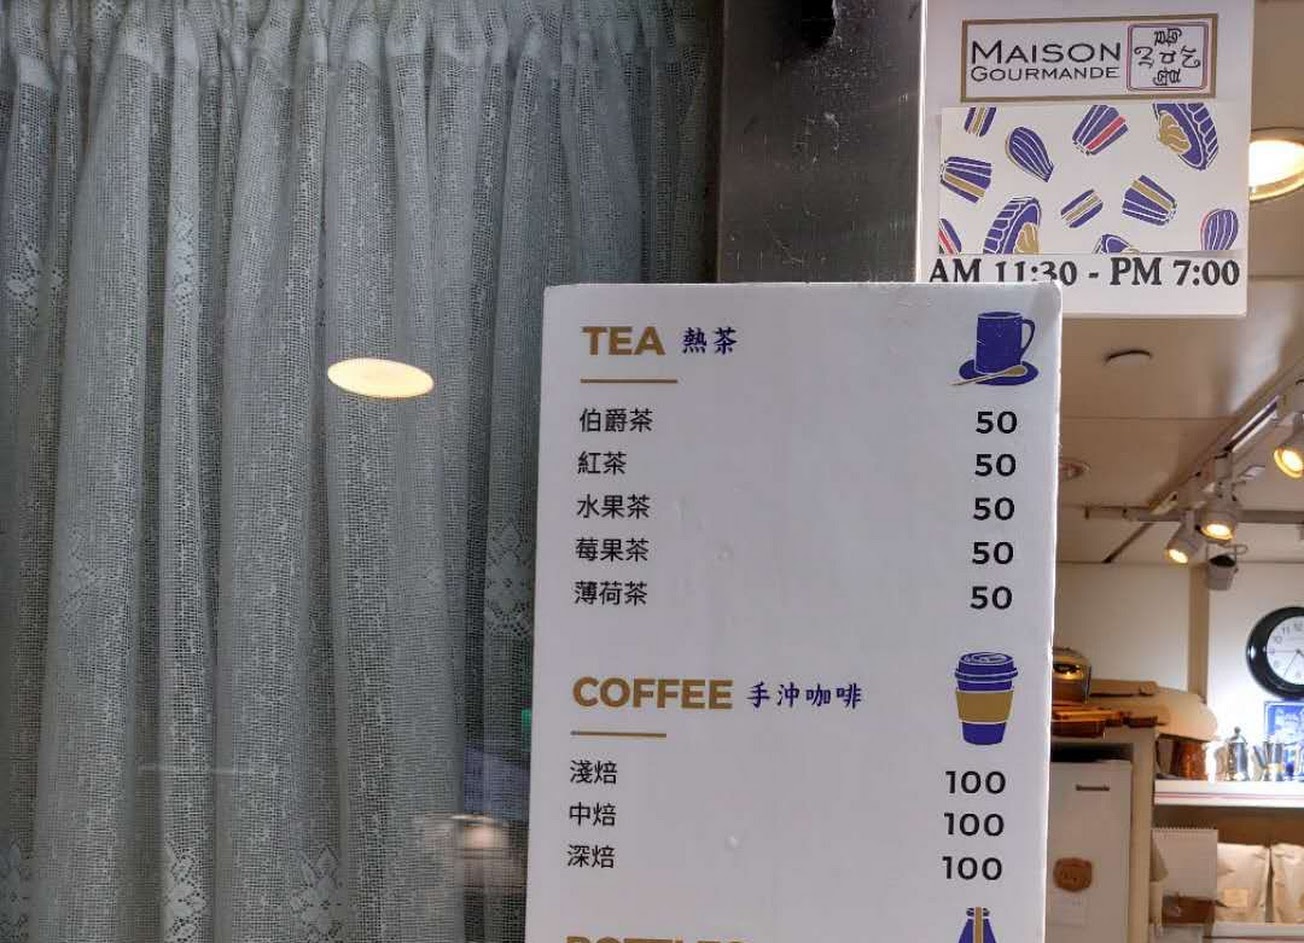 MAISON
GOURMANDE
AM 11:30 - PM 7:00
TEA 熱茶
伯爵茶 50
紅茶 50
水果茶 50
莓果茶 50
薄荷茶 50
COFFEE 手沖咖啡
淺焙 100
中焙 100
深焙 100